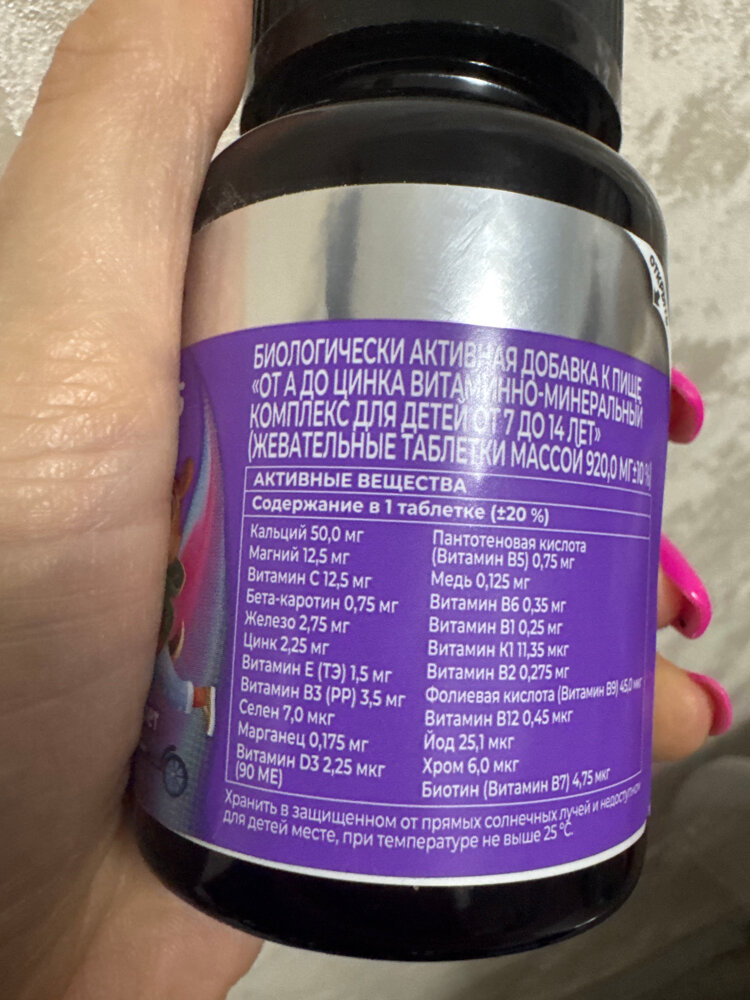 БИОЛОГИЧЕСКИ АКТИВНАЯ ДОБАВКА К ПИЩЕ
«ОТ А ДО ЦИНКА ВИТАМИННО-МИНЕРАЛЬНЫЙ
КОМПЛЕКС ДЛЯ ДЕТЕЙ ОТ 7 ДО 14 ЛЕТ»
(ЖЕВАТЕЛЬНЫЕ ТАБЛЕТКИ МАССОЙ 920,0 МГ±10 %)
АКТИВНЫЕ ВЕЩЕСТВА
Содержание в 1 таблетке (±20 %)
Кальций 50,0 мг
Магний 12,5 мг
Витамин С 12,5 мг
Бета-каротин 0,75 мг
Железо 2,75 мг
Цинк 2,25 мг
Витамин Е (ТЭ) 1,5 мг
Витамин В3 (РР) 3,5 мг
Селен 7,0 мкг
Марганец 0,175 мг
Витамин D3 2,25 мкг
(90 МЕ)
Пантотеновая кислота
(Витамин В5) 0,75 мг
Медь 0,125 мг
Витамин В6 0,35 мг
Витамин В1 0,25 мг
Витамин К1 11,35 мкг
Витамин В2 0,275 мг
Фолиевая кислота (Витамин В9) 45,0 мкг
Витамин В12 0,45 мкг
Йод 25,1 мкг
Хром 6,0 мкг
Биотин (Витамин В7) 4,75 мкг
Хранить в защищенном от прямых солнечных лучей и недоступном
для детей месте, при температуре не выше 25 °С.